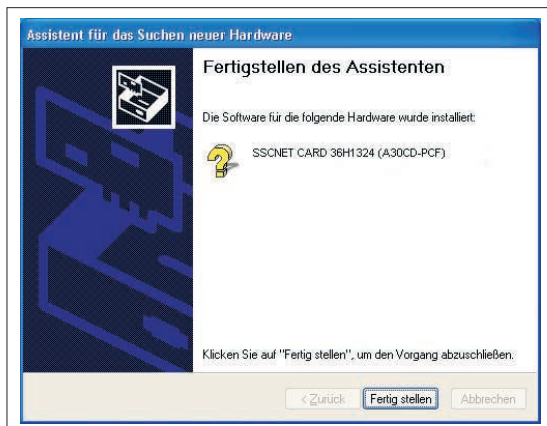 Assistent für das Suchen neuer Hardware
Fertigstellen des Assistenten
Die Software für die folgende Hardware wurde installiert:
SSCNET CARD 36H1324 (A30CD-PCF)
Klicken Sie auf "Fertig stellen", um den Vorgang abzuschließen.
< Zurück Fertig stellen Abbrechen